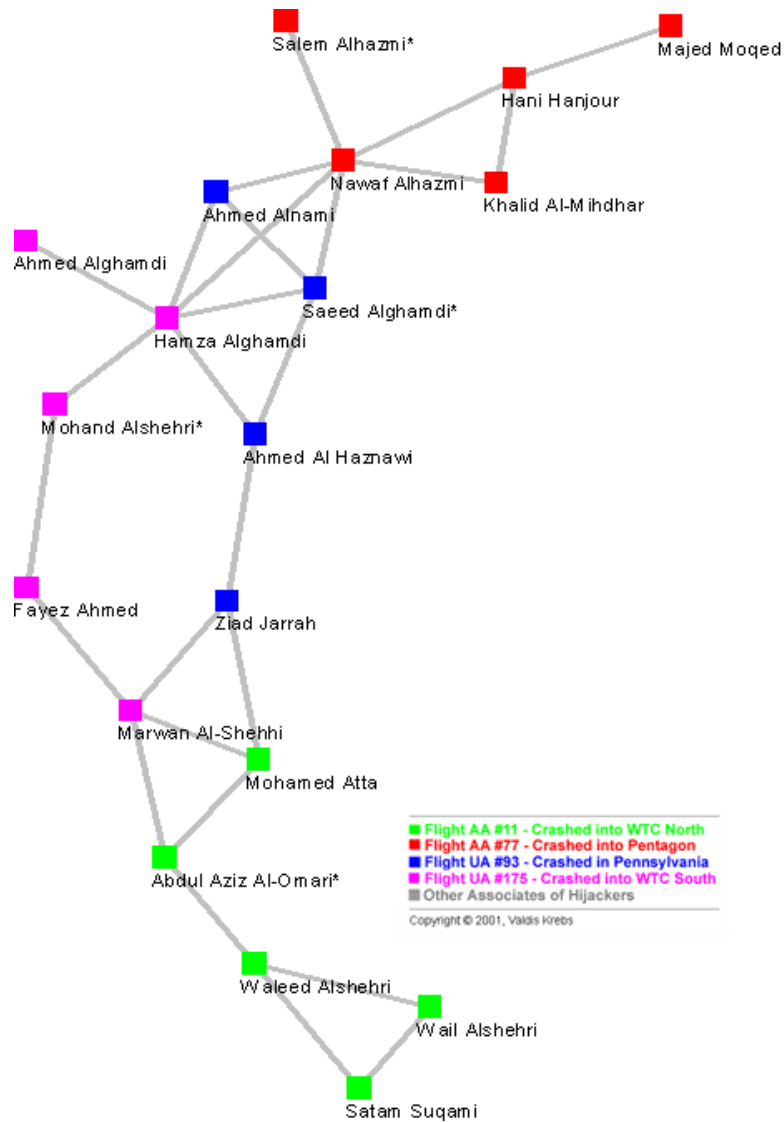 Salem Alhazmi*
Majed Moqed
Hani Hanjour
Nawaf Alhazmi
Khalid Al-Mihdhar
Ahmed Alnami
Ahmed Alghamdi
Saeed Alghamdi*
Hamza Alghamdi
Mohand Alshehri*
Ahmed Al Haznawi
Fayez Ahmed
Ziad Jarrah
Marwan Al-Shehhi
Mohamed Atta
Abdul Aziz Al-Omari*
Waleed Alshehri
Wail Alshehri
Satam Suqami
Flight AA #11 - Crashed into WTC North
Flight AA #77 - Crashed into Pentagon
Flight UA #93 - Crashed in Pennsylvania
Flight UA #175 - Crashed into WTC South
Other Associates of Hijackers
Copyright © 2001, Valdis Krebs